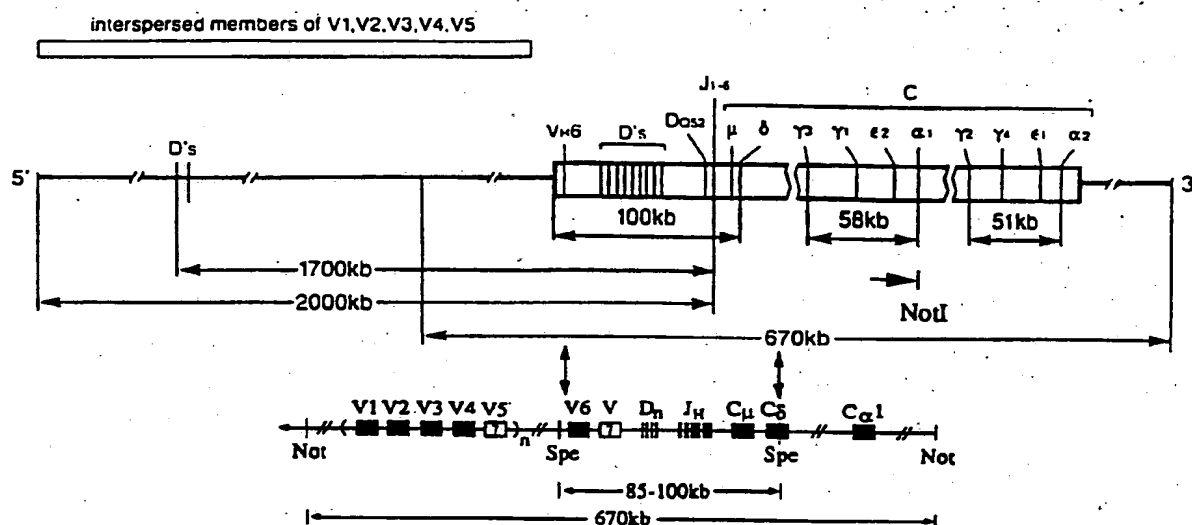 interspersed members of V1,V2,V3,V4,V5
J1-6
C
VH6 D's μ δ γ3 γ1 ε2 α1 γ2 γ4 ε1 α2
D's
5' 3'
100kb 58kb 51kb
1700kb
NotI
2000kb
670kb
V1 V2 V3 V4 V5 V6 V Dn JH Cμ Cδ Cα1
? ?
n
Not Spe Spe Not
85-100kb
670kb